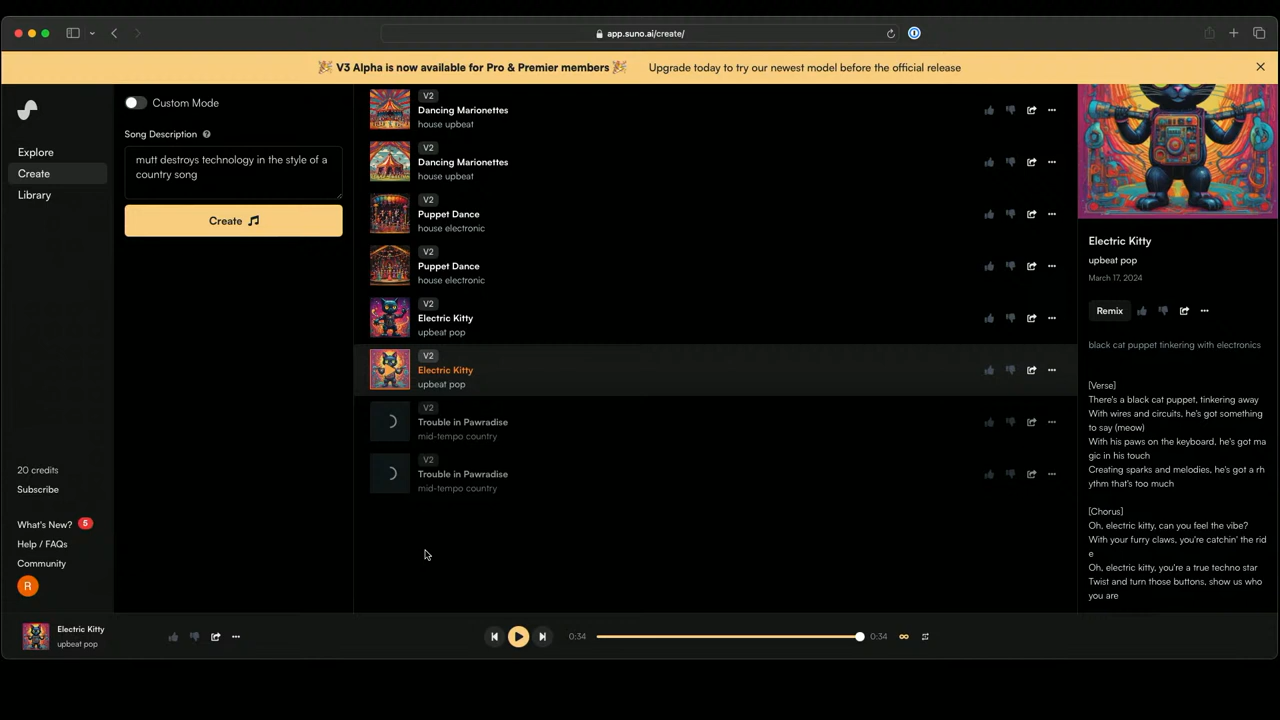 app.suno.ai/create/
V3 Alpha is now available for Pro & Premier members
Upgrade today to try our newest model before the official release
Explore
Create
Library
20 credits
Subscribe
What's New? 5
Help / FAQs
Community
R
Custom Mode
Song Description
mutt destroys technology in the style of a
country song
Create
V2
Dancing Marionettes
house upbeat
V2
Dancing Marionettes
house upbeat
V2
Puppet Dance
house electronic
V2
Puppet Dance
house electronic
V2
Electric Kitty
upbeat pop
V2
Electric Kitty
upbeat pop
V2
Trouble in Pawradise
mid-tempo country
V2
Trouble in Pawradise
mid-tempo country
Electric Kitty
upbeat pop
March 17, 2024
Remix
black cat puppet tinkering with electronics
[Verse]
There's a black cat puppet, tinkering away
With wires and circuits, he's got something
to say (meow)
With his paws on the keyboard, he's got ma
gic in his touch
Creating sparks and melodies, he's got a rh
ythm that's too much
[Chorus]
Oh, electric kitty, can you feel the vibe?
With your furry claws, you're catchin' the rid
e
Oh, electric kitty, you're a true techno star
Twist and turn those buttons, show us who
you are
Electric Kitty
upbeat pop
0:34
0:34